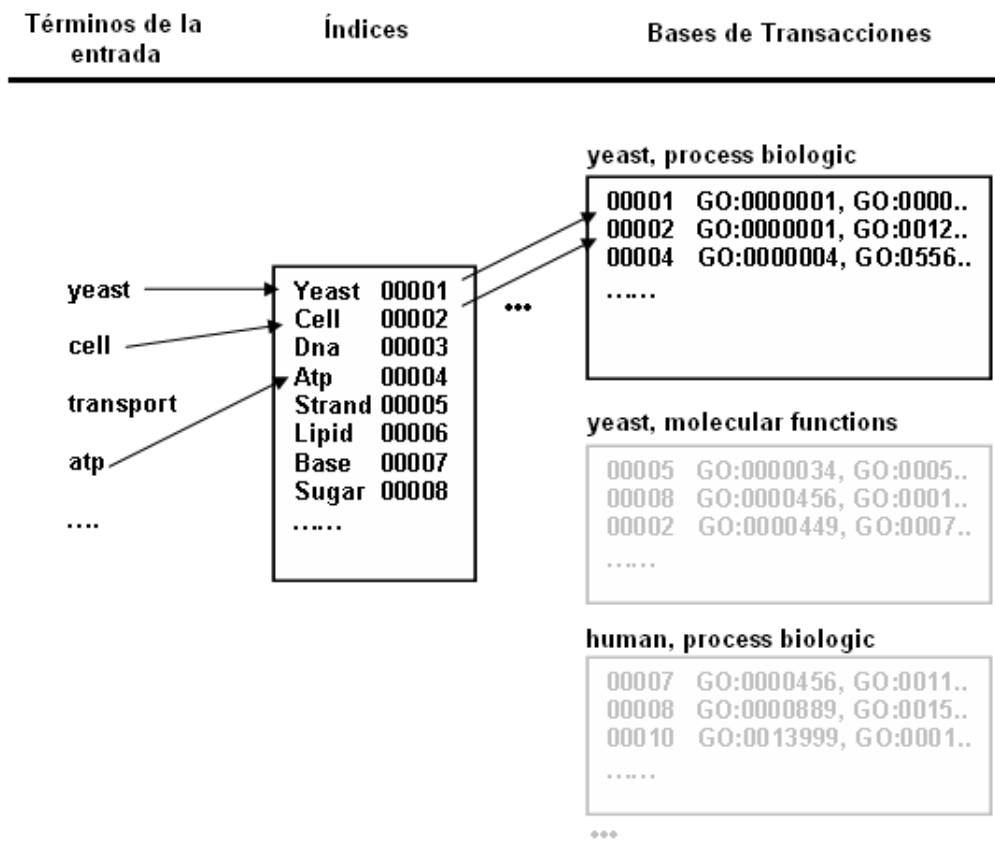 Términos de la
entrada
Índices
Bases de Transacciones
yeast
cell
transport
atp
....
Yeast 00001
Cell 00002
Dna 00003
Atp 00004
Strand 00005
Lipid 00006
Base 00007
Sugar 00008
......
•••
yeast, process biologic
00001 GO:0000001, GO:0000..
00002 GO:0000001, GO:0012..
00004 GO:0000004, GO:0556..
......
yeast, molecular functions
00005 GO:0000034, GO:0005..
00008 GO:0000456, GO:0001..
00002 GO:0000449, GO:0007..
......
human, process biologic
00007 GO:0000456, GO:0011..
00008 GO:0000889, GO:0015..
00010 GO:0013999, GO:0001..
......
•••